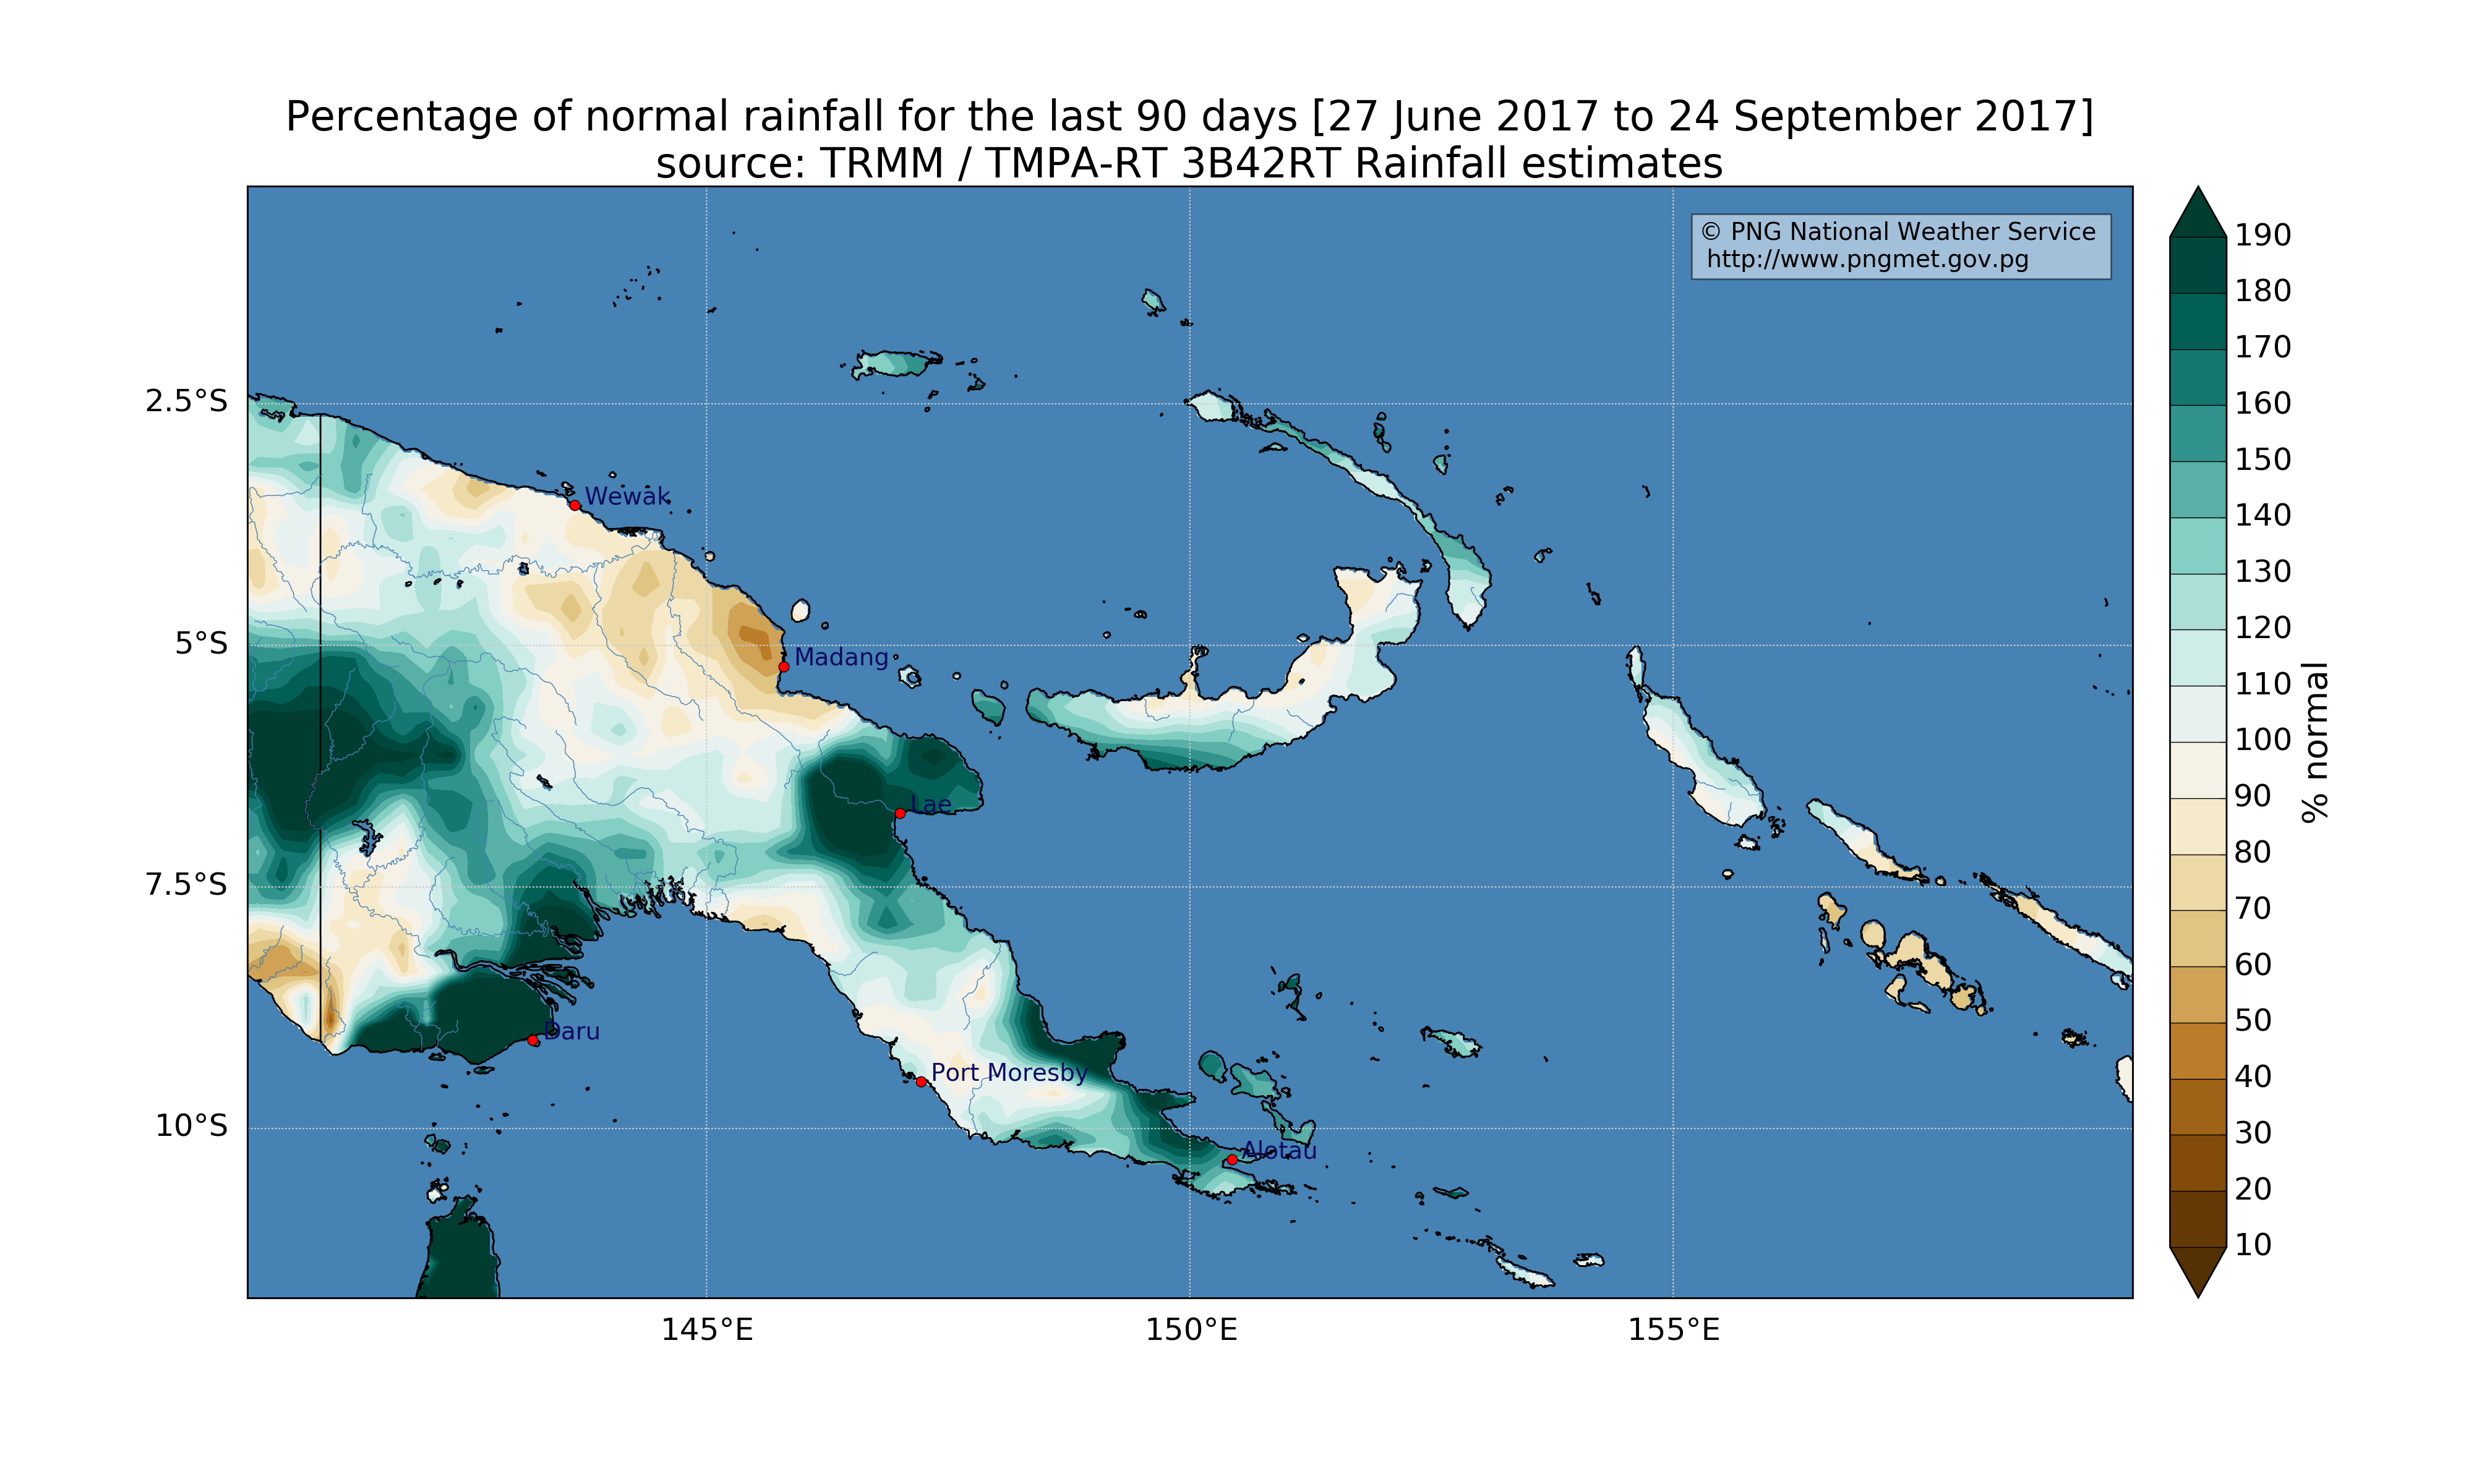 Percentage of normal rainfall for the last 90 days [27 June 2017 to 24 September 2017]
source: TRMM / TMPA-RT 3B42RT Rainfall estimates
© PNG National Weather Service
http://www.pngmet.gov.pg
2.5°S
5°S
7.5°S
10°S
Wewak
Madang
Lae
Daru
Port Moresby
Alotau
145°E
150°E
155°E
190
180
170
160
150
140
130
120
110
100
90
80
70
60
50
40
30
20
10
% normal